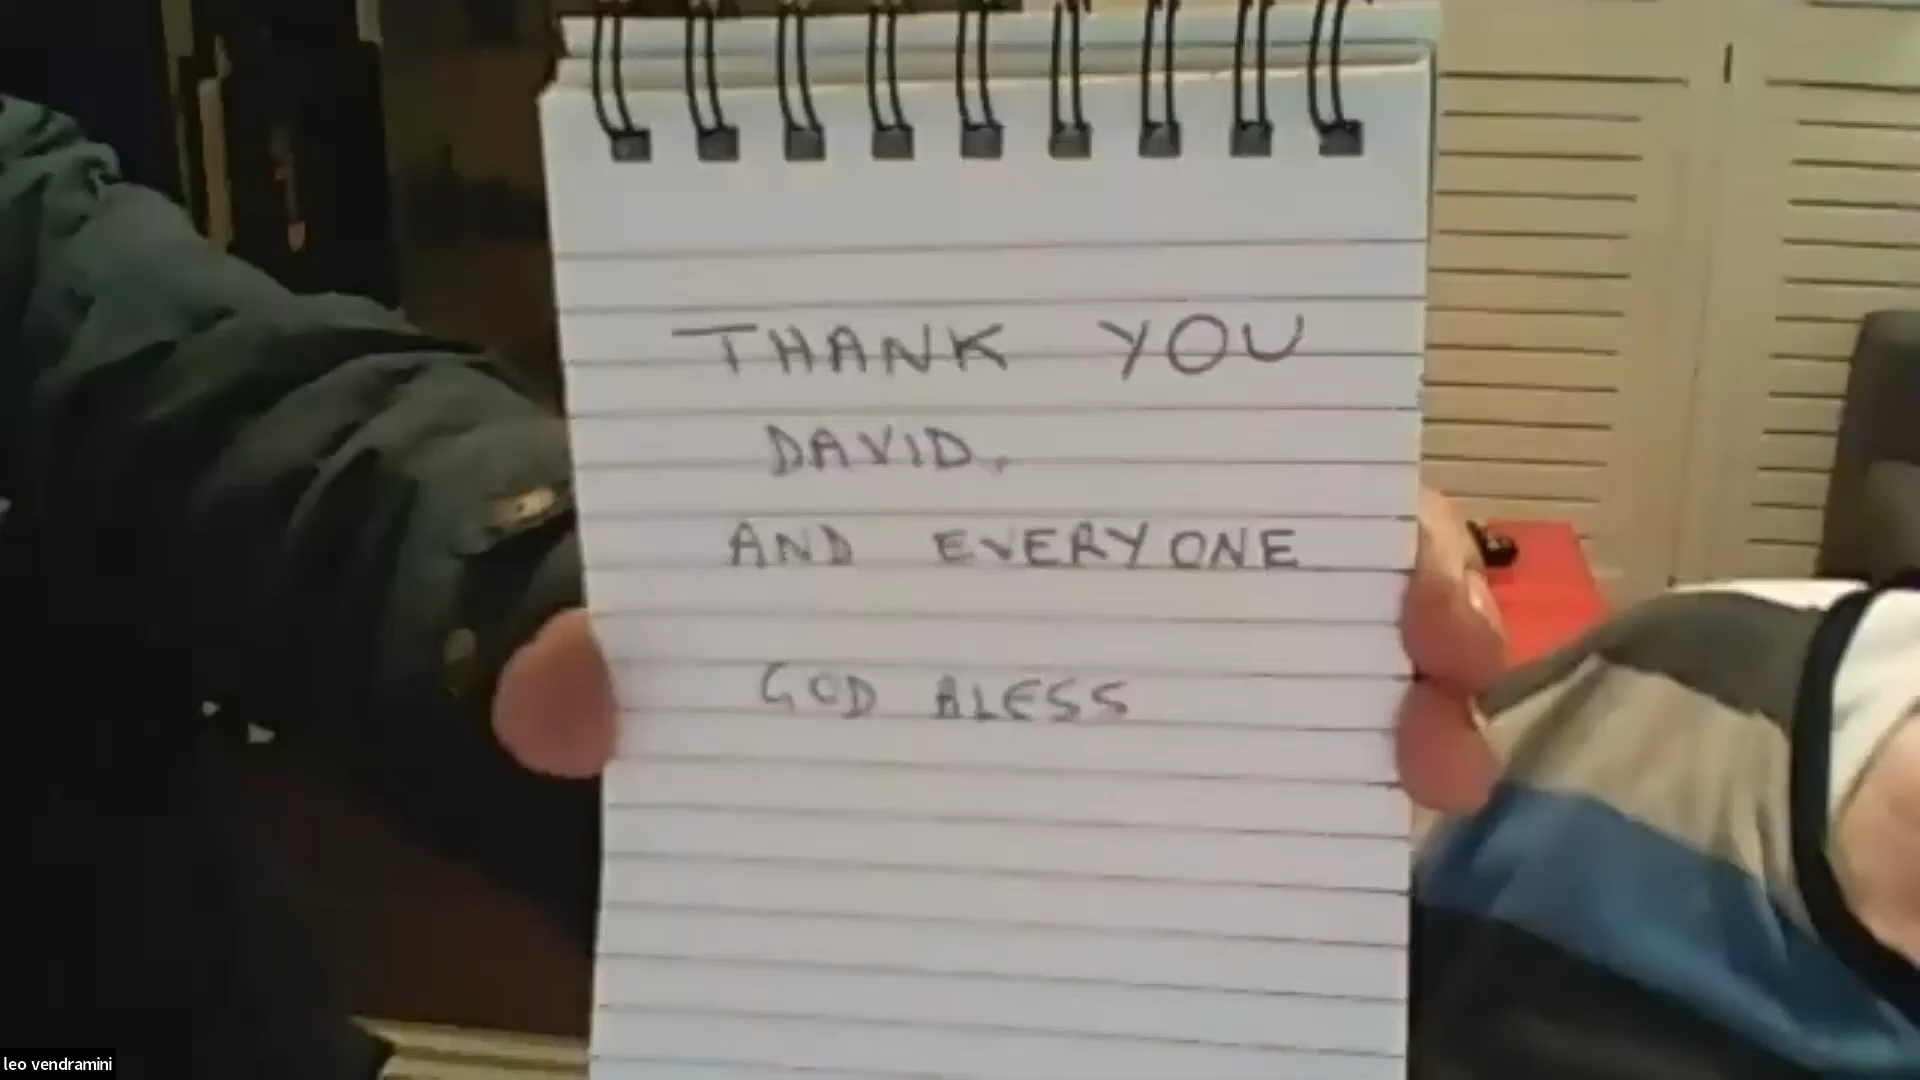 THANK YOU
DAVID.
AND EVERYONE
GOD BLESS
leo vendramini